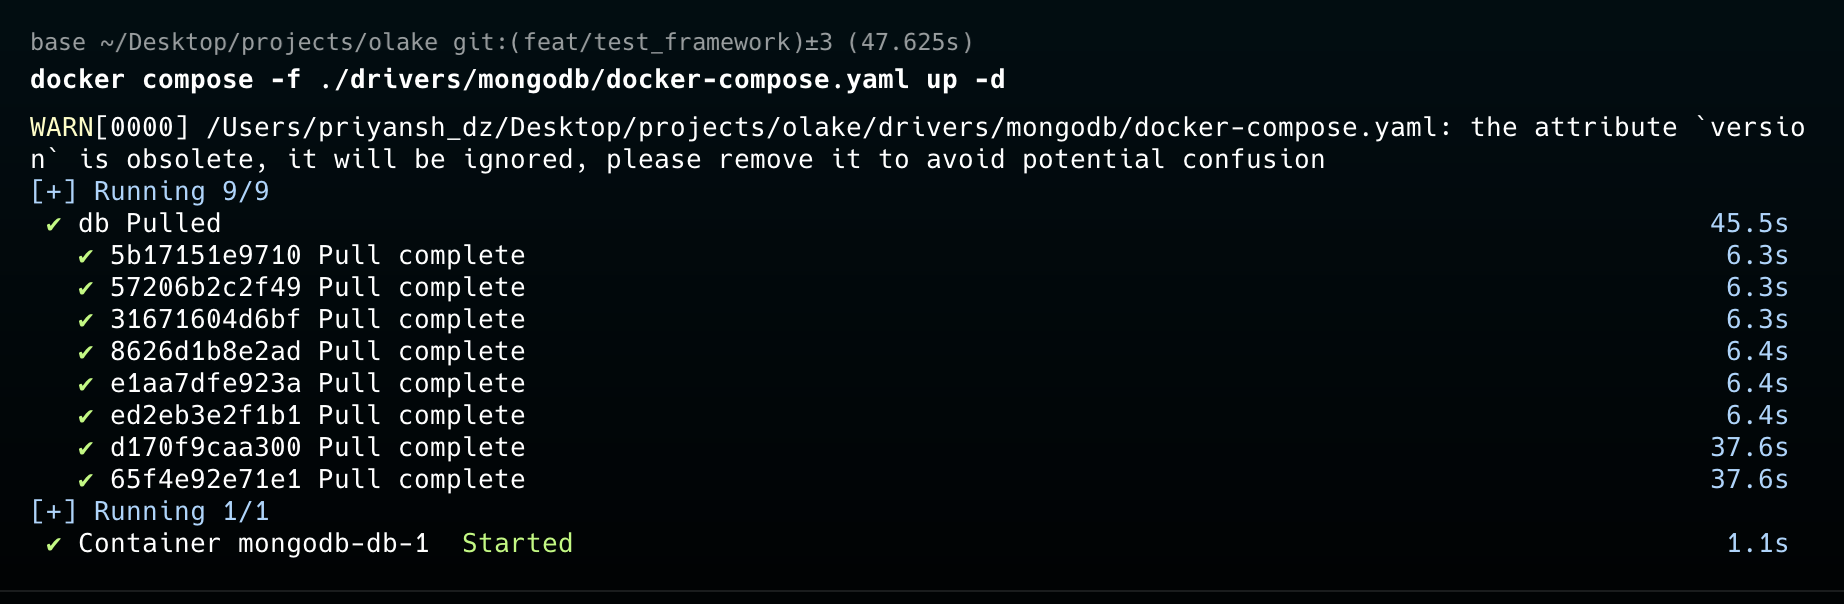 base ~/Desktop/projects/olake git:(feat/test_framework)±3 (47.625s)
docker compose -f ./drivers/mongodb/docker-compose.yaml up -d
WARN[0000] /Users/priyansh_dz/Desktop/projects/olake/drivers/mongodb/docker-compose.yaml: the attribute `versio
n` is obsolete, it will be ignored, please remove it to avoid potential confusion
[+] Running 9/9
✔ db Pulled 45.5s
✔ 5b17151e9710 Pull complete 6.3s
✔ 57206b2c2f49 Pull complete 6.3s
✔ 31671604d6bf Pull complete 6.3s
✔ 8626d1b8e2ad Pull complete 6.4s
✔ e1aa7dfe923a Pull complete 6.4s
✔ ed2eb3e2f1b1 Pull complete 6.4s
✔ d170f9caa300 Pull complete 37.6s
✔ 65f4e92e71e1 Pull complete 37.6s
[+] Running 1/1
✔ Container mongodb-db-1 Started 1.1s